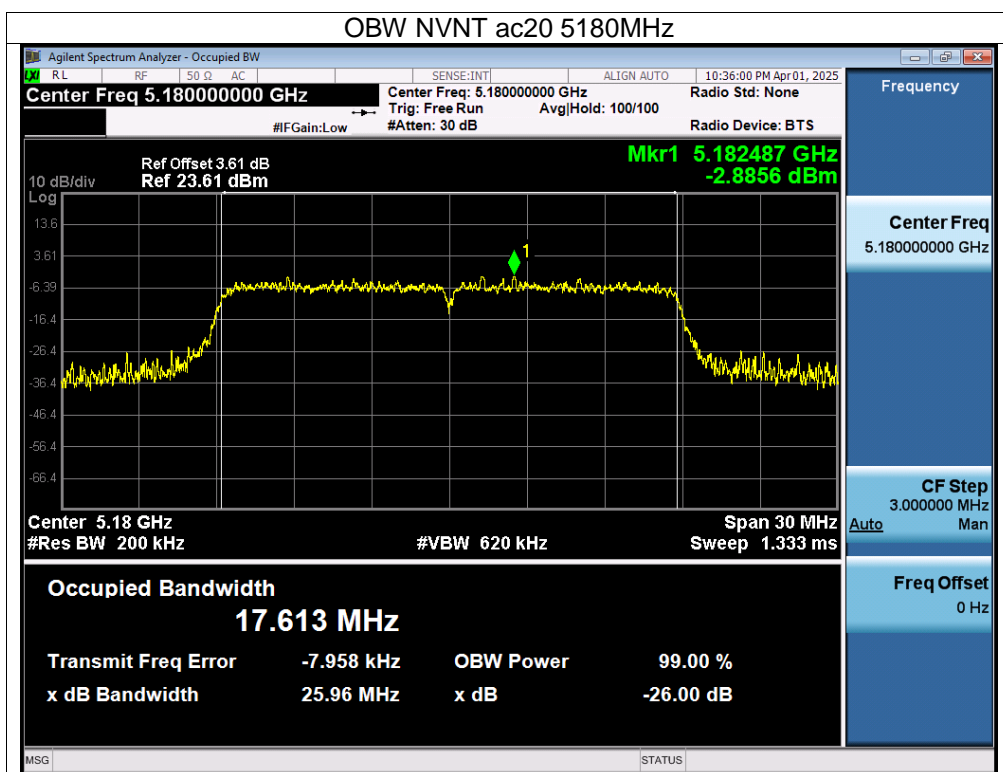 OBW NVNT ac20 5180MHz
Agilent Spectrum Analyzer - Occupied BW
LXI RL RF 50 Ω AC SENSE:INT ALIGN AUTO 10:36:00 PM Apr 01, 2025
Center Freq 5.180000000 GHz
Center Freq: 5.180000000 GHz Radio Std: None
Trig: Free Run Avg|Hold: 100/100
#IFGain:Low #Atten: 30 dB Radio Device: BTS
Frequency
Mkr1 5.182487 GHz
-2.8856 dBm
Ref Offset 3.61 dB
10 dB/div Ref 23.61 dBm
Log
13.6
3.61
-6.39
-16.4
-26.4
-36.4
-46.4
-56.4
-66.4
1
Center 5.18 GHz Span 30 MHz
#Res BW 200 kHz #VBW 620 kHz Sweep 1.333 ms
Center Freq
5.180000000 GHz
CF Step
3.000000 MHz
Auto Man
Freq Offset
0 Hz
Occupied Bandwidth
17.613 MHz
Transmit Freq Error -7.958 kHz OBW Power 99.00 %
x dB Bandwidth 25.96 MHz x dB -26.00 dB
MSG STATUS